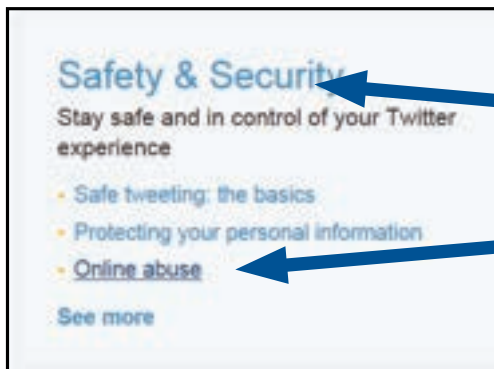 Safety & Security
Stay safe and in control of your Twitter
experience
- Safe tweeting: the basics
- Protecting your personal information
- Online abuse
See more